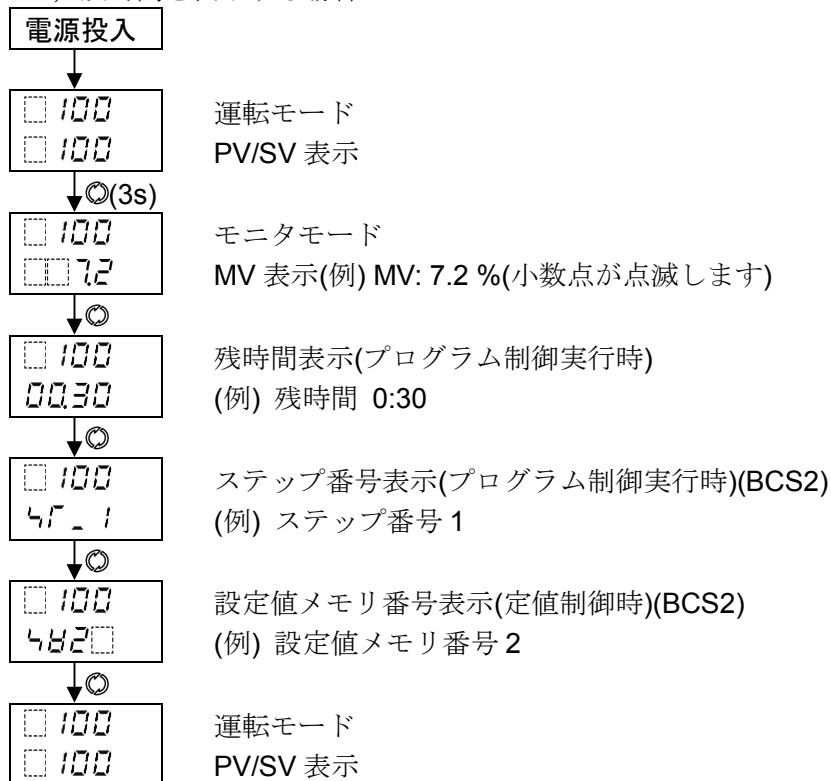 電源投入
100
100
運転モード
PV/SV 表示
(3s)
100
7.2
モニタモード
MV 表示(例) MV: 7.2 %(小数点が点滅します)
100
00.30
残時間表示(プログラム制御実行時)
(例) 残時間 0:30
100
ステップ番号表示(プログラム制御実行時)(BCS2)
(例) ステップ番号 1
100
設定値メモリ番号表示(定値制御時)(BCS2)
(例) 設定値メモリ番号 2
100
100
運転モード
PV/SV 表示